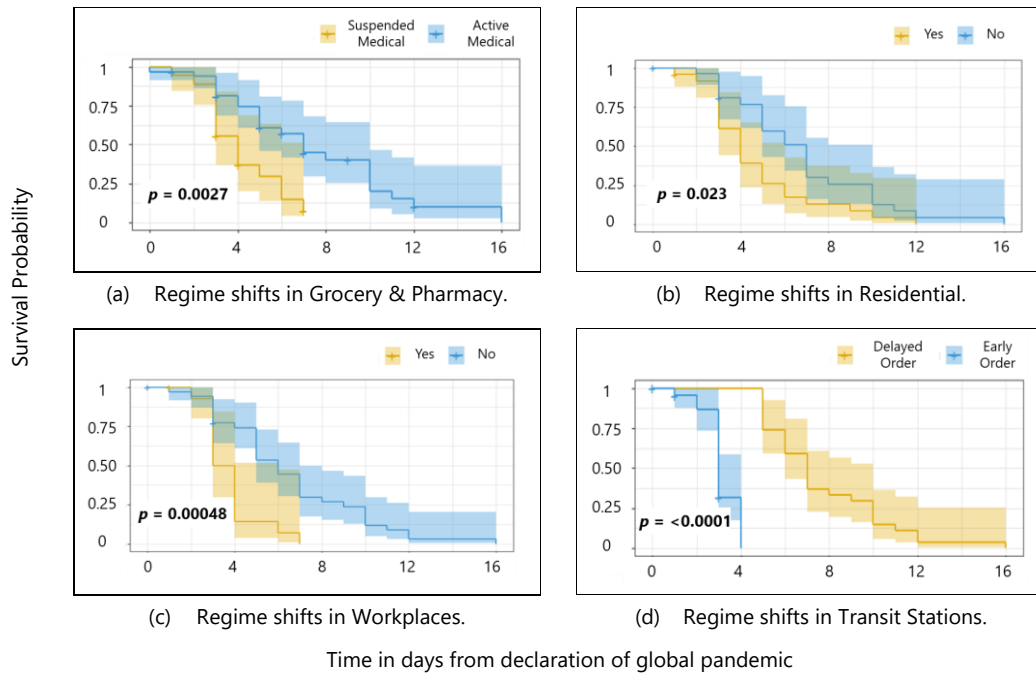 Suspended Medical
Active Medical
1
0.75
0.50
0.25
0
p = 0.0027
0 4 8 12 16
(a) Regime shifts in Grocery & Pharmacy.
Yes No
1
0.75
0.50
0.25
0
p = 0.023
0 4 8 12 16
(b) Regime shifts in Residential.
Survival Probability
Yes No
1
0.75
0.50
0.25
0
p = 0.00048
0 4 8 12 16
(c) Regime shifts in Workplaces.
Delayed Order
Early Order
1
0.75
0.50
0.25
0
p = <0.0001
0 4 8 12 16
(d) Regime shifts in Transit Stations.
Time in days from declaration of global pandemic